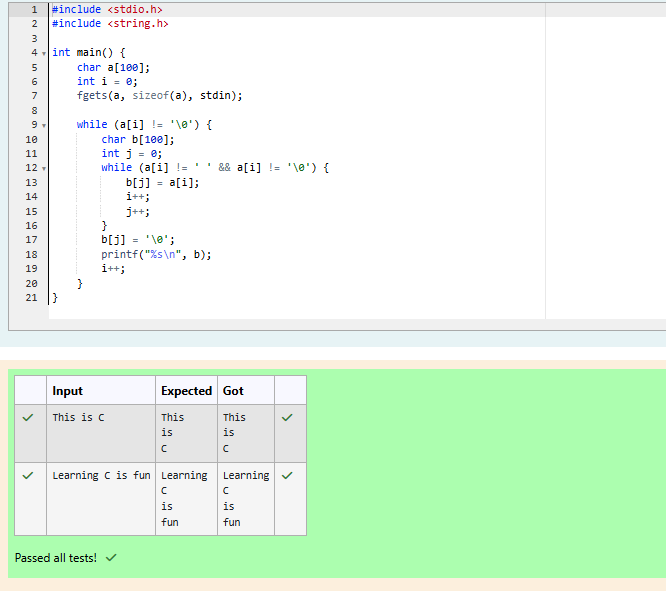 1 #include <stdio.h>
2 #include <string.h>
3
4 int main() {
5     char a[100];
6     int i = 0;
7     fgets(a, sizeof(a), stdin);
8
9     while (a[i] != '\0') {
10         char b[100];
11         int j = 0;
12         while (a[i] != ' ' && a[i] != '\0') {
13             b[j] = a[i];
14             i++;
15             j++;
16         }
17         b[j] = '\0';
18         printf("%s\n", b);
19         i++;
20     }
21 }
Input Expected Got
This is C This This
is is
C C
Learning C is fun Learning Learning
C C
is is
fun fun
Passed all tests!